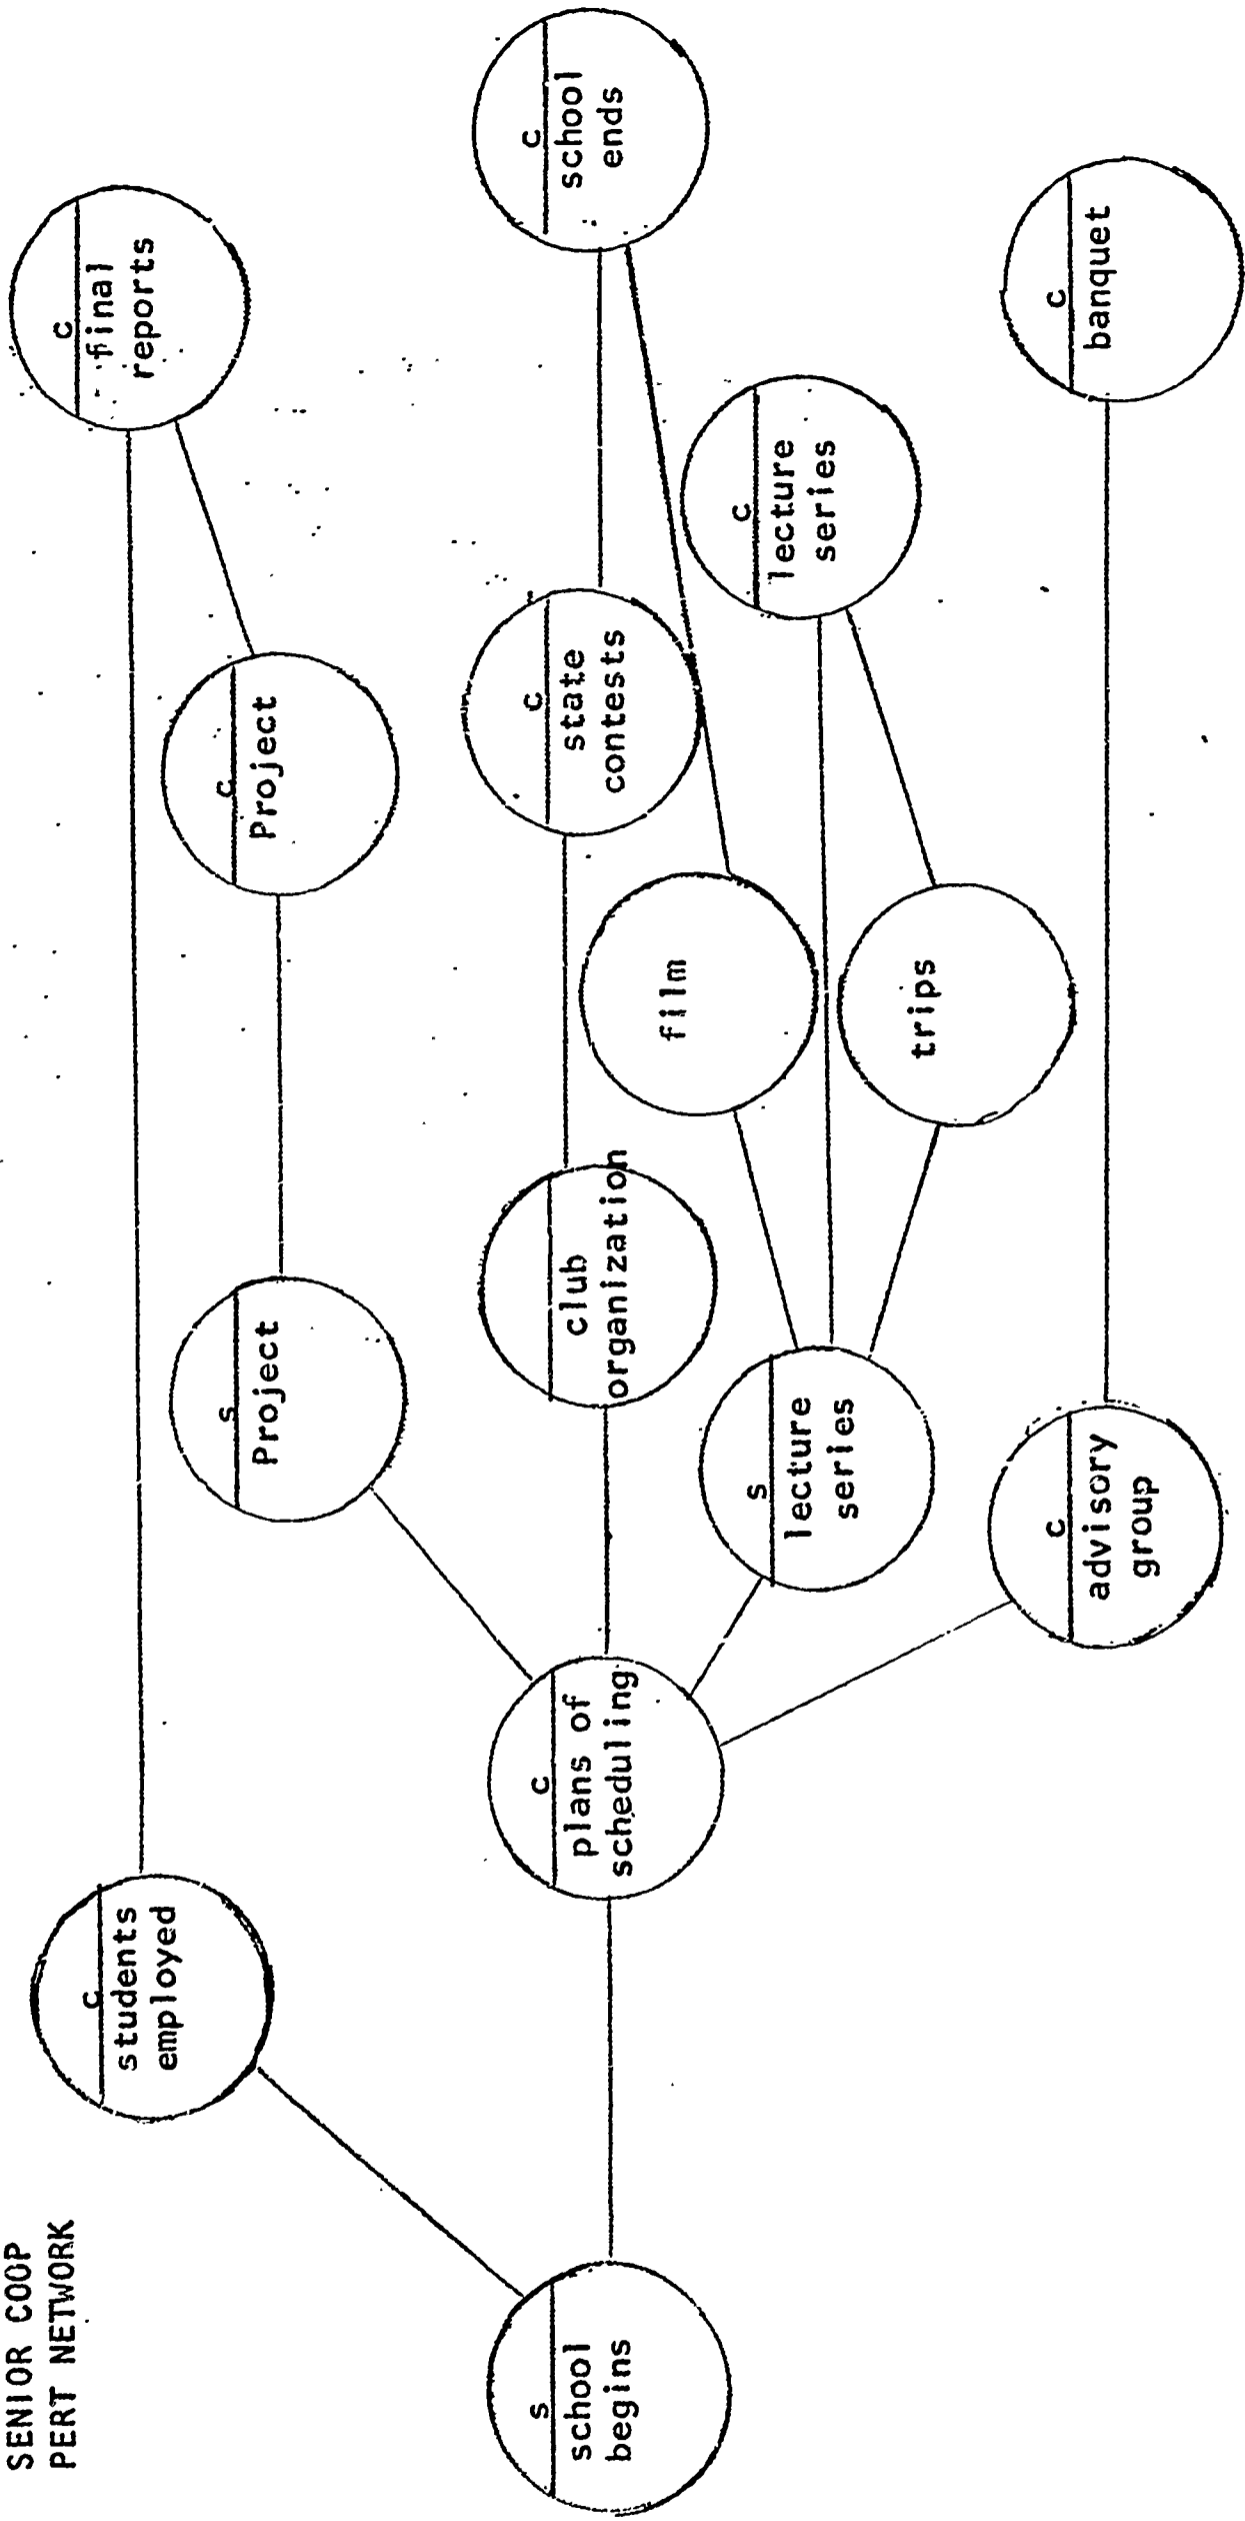 SENIOR COOP
PERT NETWORK
s
school
begins
c
students
employed
c
plans of
scheduling
s
Project
c
club
organization
s
lecture
series
c
advisory
group
film
trips
c
Project
c
state
contests
c
lecture
series
c
final
reports
c
school
ends
c
banquet